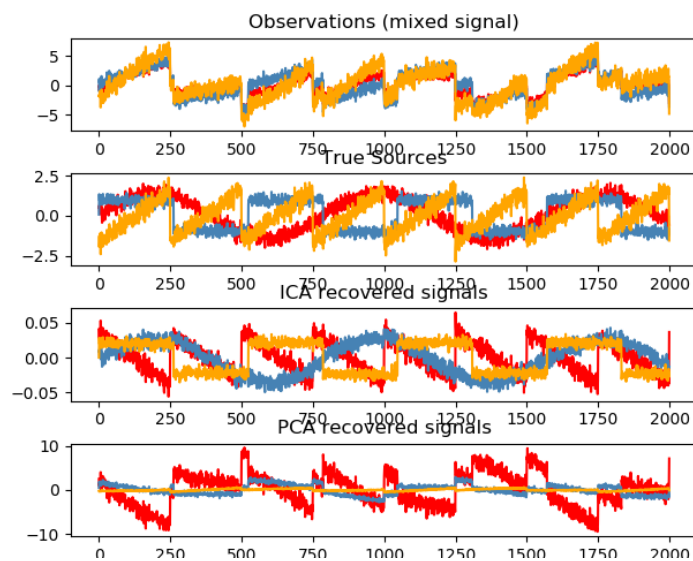 Observations (mixed signal)
5
0
−5
0 250 500 750 1000 1250 1500 1750 2000
True Sources
2.5
0.0
−2.5
0 250 500 750 1000 1250 1500 1750 2000
ICA recovered signals
0.05
0.00
−0.05
0 250 500 750 1000 1250 1500 1750 2000
PCA recovered signals
10
0
−10
0 250 500 750 1000 1250 1500 1750 2000